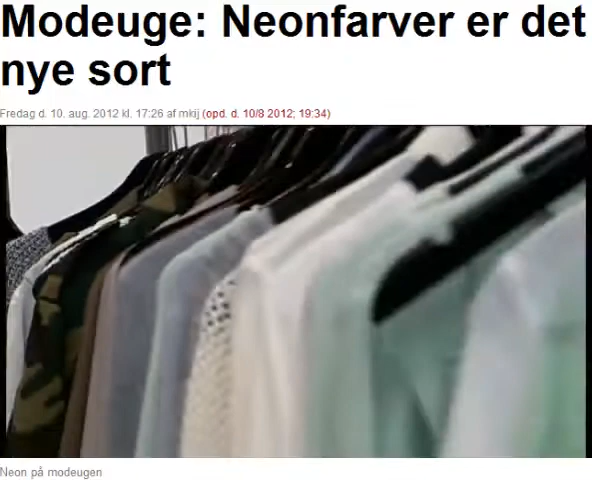 Modeuge: Neonfarver er det
nye sort
Fredag d. 10. aug. 2012 kl. 17:26 af mkij (opd. d. 10/8 2012; 19:34)
Neon på modeugen